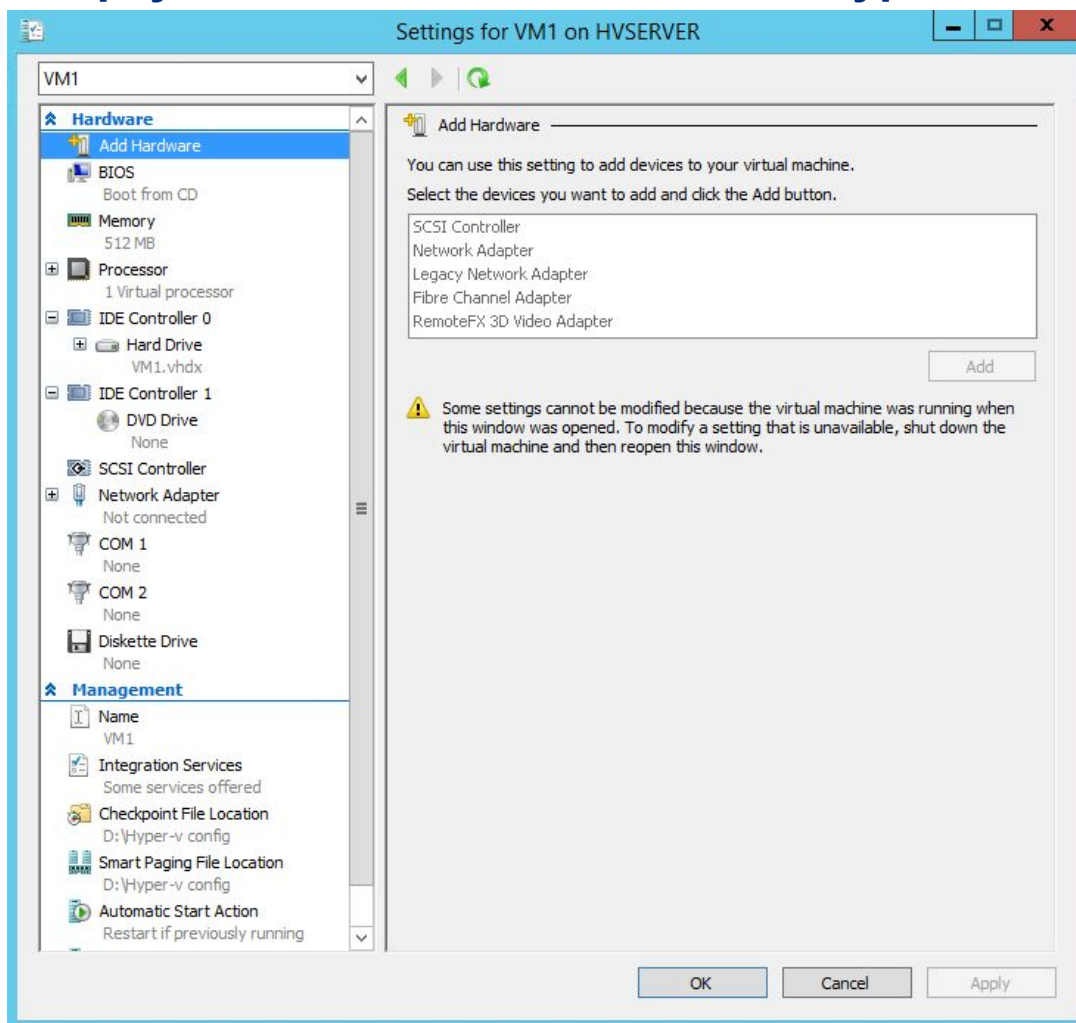 Settings for VM1 on HVSERVER
VM1
Hardware
Add Hardware
BIOS
Boot from CD
Memory
512 MB
Processor
1 Virtual processor
IDE Controller 0
Hard Drive
VM1.vhdx
IDE Controller 1
DVD Drive
None
SCSI Controller
Network Adapter
Not connected
COM 1
None
COM 2
None
Diskette Drive
None
Management
Name
VM1
Integration Services
Some services offered
Checkpoint File Location
D:\Hyper-v config
Smart Paging File Location
D:\Hyper-v config
Automatic Start Action
Restart if previously running
Add Hardware
You can use this setting to add devices to your virtual machine.
Select the devices you want to add and click the Add button.
SCSI Controller
Network Adapter
Legacy Network Adapter
Fibre Channel Adapter
RemoteFX 3D Video Adapter
Add
Some settings cannot be modified because the virtual machine was running when
this window was opened. To modify a setting that is unavailable, shut down the
virtual machine and then reopen this window.
OK
Cancel
Apply